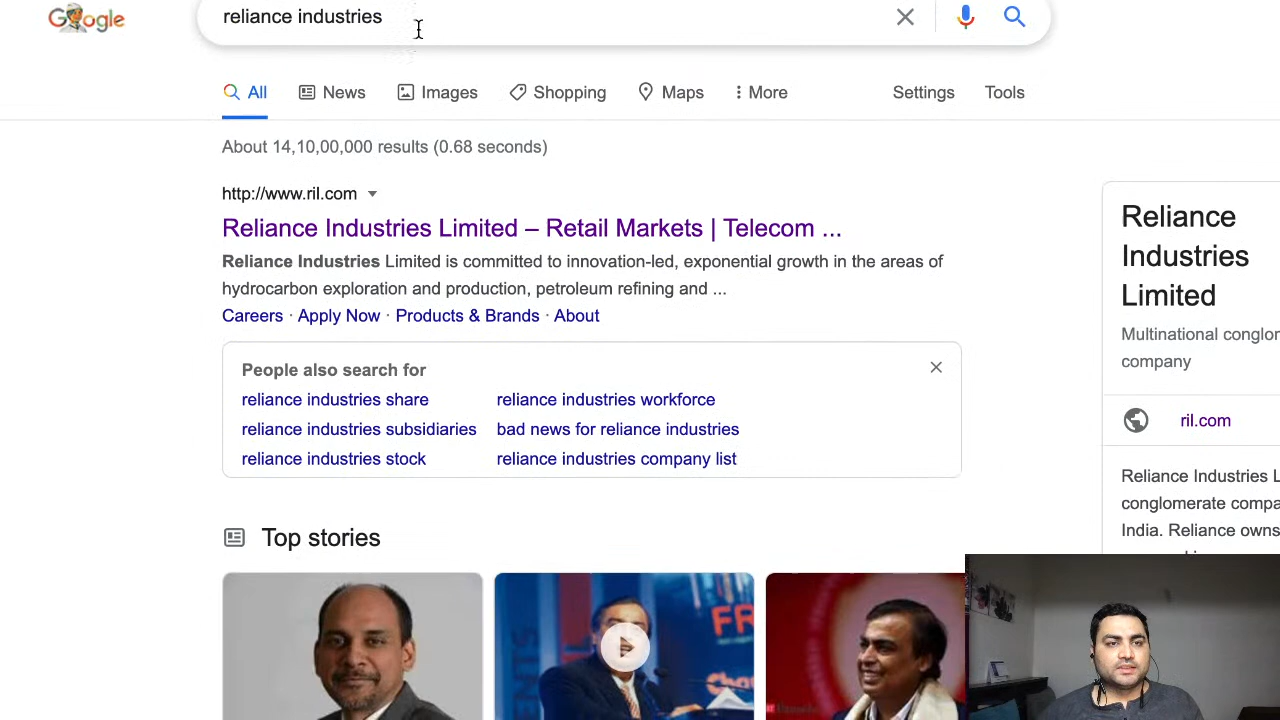 Google
reliance industries
All
News
Images
Shopping
Maps
More
Settings
Tools
About 14,10,00,000 results (0.68 seconds)
http://www.ril.com
Reliance Industries Limited – Retail Markets | Telecom ...
Reliance Industries Limited is committed to innovation-led, exponential growth in the areas of
hydrocarbon exploration and production, petroleum refining and ...
Careers · Apply Now · Products & Brands · About
People also search for
reliance industries share
reliance industries workforce
reliance industries subsidiaries
bad news for reliance industries
reliance industries stock
reliance industries company list
Top stories
FR
Reliance
Industries
Limited
Multinational conglor
company
ril.com
Reliance Industries L
conglomerate compa
India. Reliance owns